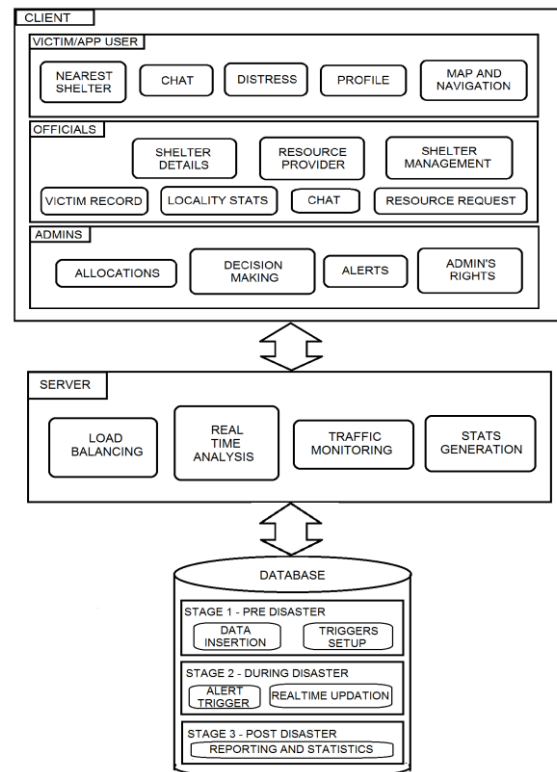 CLIENT
VICTIM/APP USER
NEAREST
SHELTER
CHAT
DISTRESS
PROFILE
MAP AND
NAVIGATION
OFFICIALS
SHELTER
DETAILS
RESOURCE
PROVIDER
SHELTER
MANAGEMENT
VICTIM RECORD
LOCALITY STATS
CHAT
RESOURCE REQUEST
ADMINS
ALLOCATIONS
DECISION
MAKING
ALERTS
ADMIN'S
RIGHTS
SERVER
LOAD
BALANCING
REAL
TIME
ANALYSIS
TRAFFIC
MONITORING
STATS
GENERATION
DATABASE
STAGE 1 - PRE DISASTER
DATA
INSERTION
TRIGGERS
SETUP
STAGE 2 - DURING DISASTER
ALERT
TRIGGER
REALTIME UPDATION
STAGE 3 - POST DISASTER
REPORTING AND STATISTICS